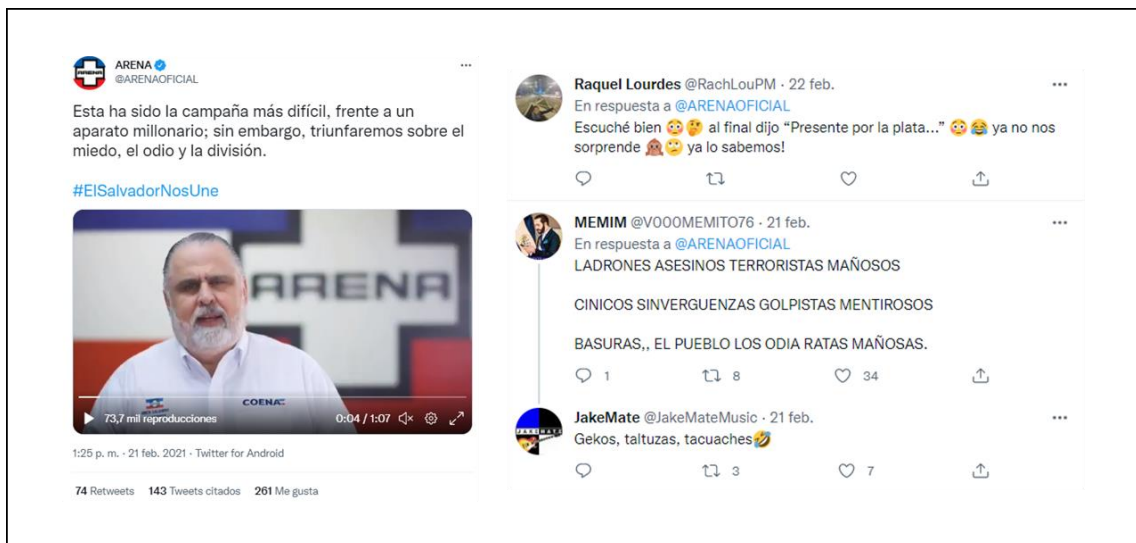 ARENA
@ARENAOFICIAL
Esta ha sido la campaña más difícil, frente a un
aparato millonario; sin embargo, triunfaremos sobre el
miedo, el odio y la división.
#ElSalvadorNosUne
ARENA
COENA
73,7 mil reproducciones
0:04 / 1:07
1:25 p. m. · 21 feb. 2021 · Twitter for Android
74 Retweets 143 Tweets citados 261 Me gusta
Raquel Lourdes @RachLouPM · 22 feb.
En respuesta a @ARENAOFICIAL
Escuché bien 😳🤔 al final dijo “Presente por la plata...” 😳😂 ya no nos
sorprende 🙊🙄 ya lo sabemos!
MEMIM @V000MEMITO76 · 21 feb.
En respuesta a @ARENAOFICIAL
LADRONES ASESINOS TERRORISTAS MAÑOSOS
CINICOS SINVERGUENZAS GOLPISTAS MENTIROSOS
BASURAS,, EL PUEBLO LOS ODIA RATAS MAÑOSAS.
1 8 34
JakeMate @JakeMateMusic · 21 feb.
Gekos, taltuzas, tacuaches🤣
3 7